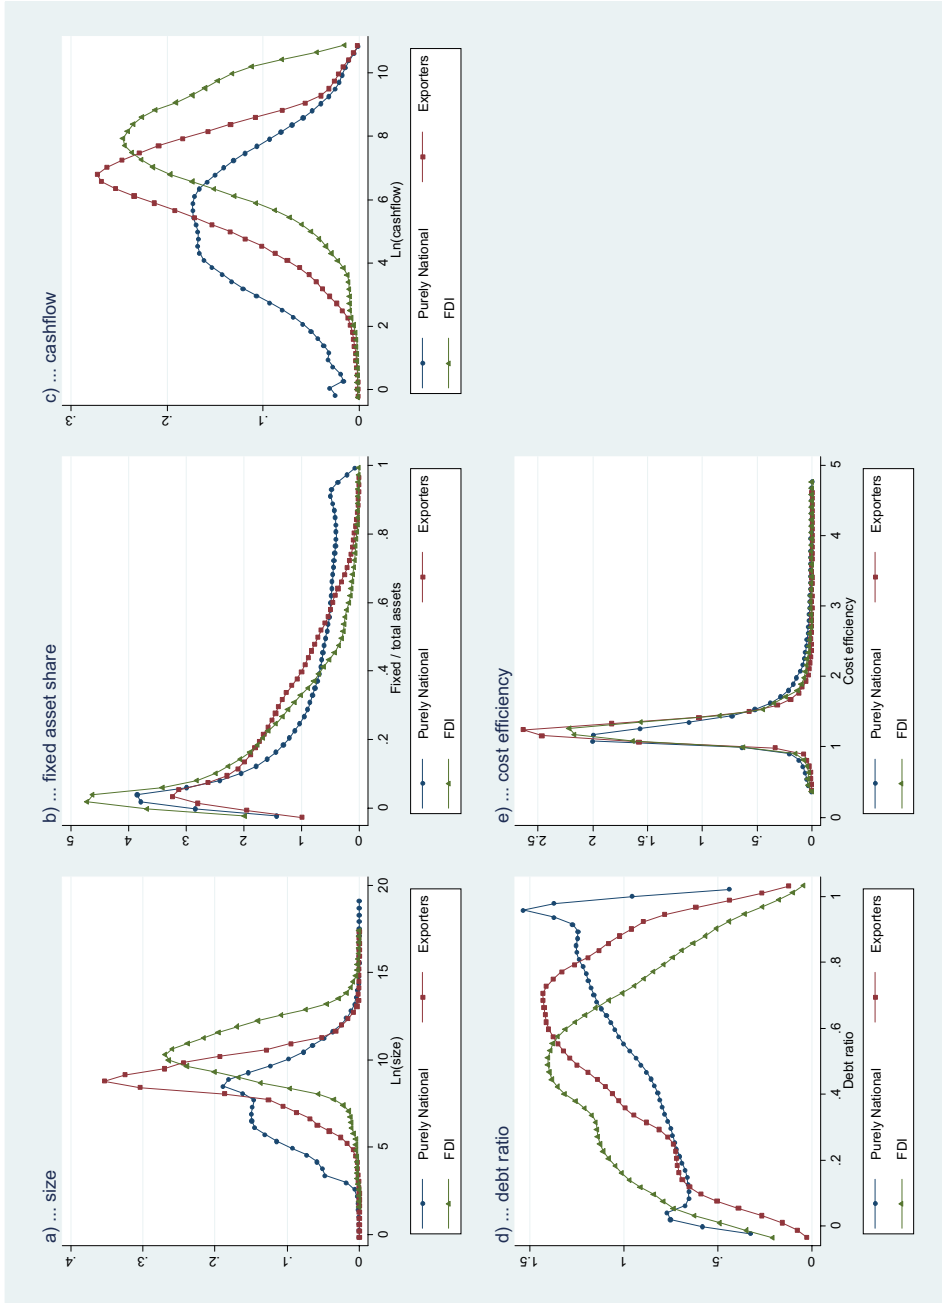 a) ... size
.4
.3
.2
.1
0
0
5
10
15
20
Ln(size)
Purely National
Exporters
FDI
b) ... fixed asset share
5
4
3
2
1
0
0
.2
.4
.6
.8
1
Fixed / total assets
Purely National
Exporters
FDI
c) ... cashflow
.3
.2
.1
0
0
2
4
6
8
10
Ln(cashflow)
Purely National
Exporters
FDI
d) ... debt ratio
1.5
1
.5
0
0
.2
.4
.6
.8
1
Debt ratio
Purely National
Exporters
FDI
e) ... cost efficiency
2.5
2
1.5
1
.5
0
0
1
2
3
4
5
Cost efficiency
Purely National
Exporters
FDI